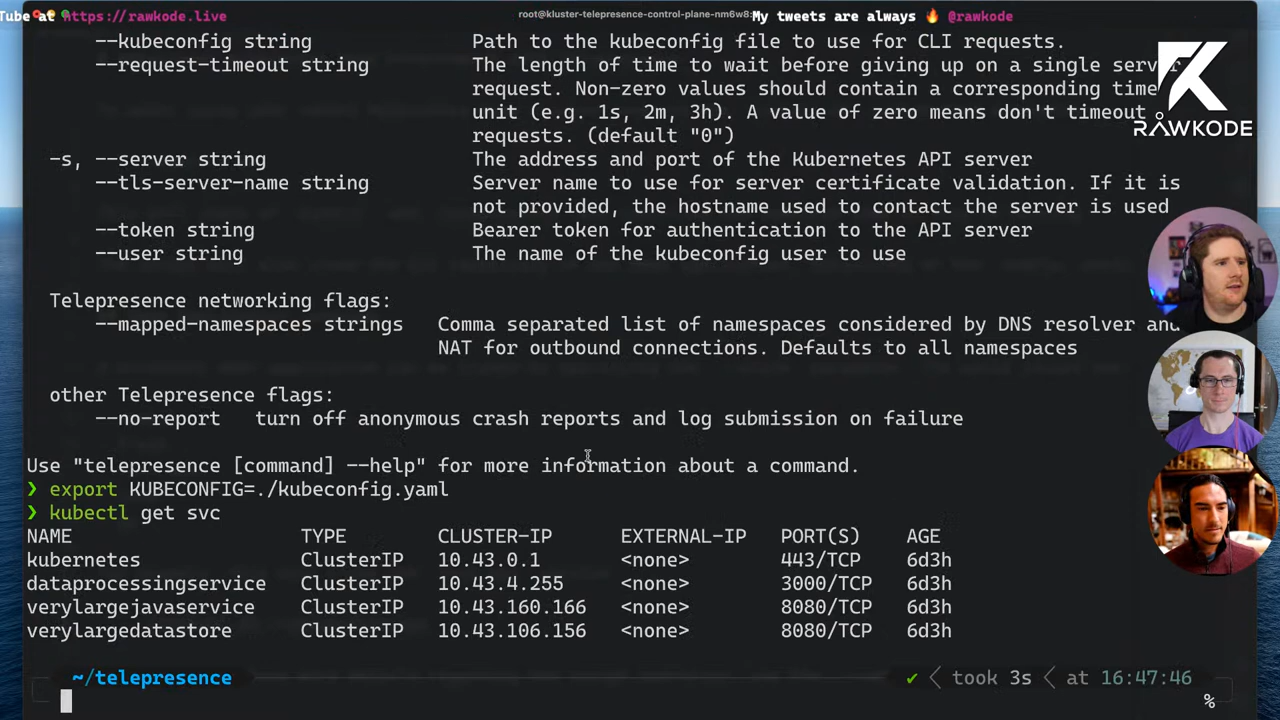 Tube at https://rawkode.live
root@kluster-telepresence-control-plane-nm6w8:
My tweets are always 🔥 @rawkode
RAWKODE
--kubeconfig string Path to the kubeconfig file to use for CLI requests.
--request-timeout string The length of time to wait before giving up on a single server
request. Non-zero values should contain a corresponding time
unit (e.g. 1s, 2m, 3h). A value of zero means don't timeout
requests. (default "0")
-s, --server string The address and port of the Kubernetes API server
--tls-server-name string Server name to use for server certificate validation. If it is
not provided, the hostname used to contact the server is used
--token string Bearer token for authentication to the API server
--user string The name of the kubeconfig user to use
Telepresence networking flags:
--mapped-namespaces strings Comma separated list of namespaces considered by DNS resolver and
NAT for outbound connections. Defaults to all namespaces
other Telepresence flags:
--no-report turn off anonymous crash reports and log submission on failure
Use "telepresence [command] --help" for more information about a command.
❯ export KUBECONFIG=./kubeconfig.yaml
❯ kubectl get svc
NAME TYPE CLUSTER-IP EXTERNAL-IP PORT(S) AGE
kubernetes ClusterIP 10.43.0.1 <none> 443/TCP 6d3h
dataprocessingservice ClusterIP 10.43.4.255 <none> 3000/TCP 6d3h
verylargejavaservice ClusterIP 10.43.160.166 <none> 8080/TCP 6d3h
verylargedatastore ClusterIP 10.43.106.156 <none> 8080/TCP 6d3h
~/telepresence ✔ took 3s at 16:47:46
%